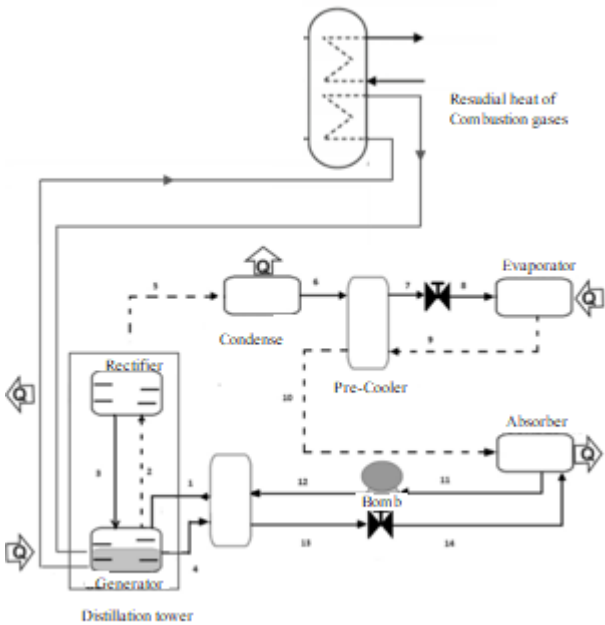 Resudial heat of
Combustion gases
Q
Evaporator
5
6
7
8
Q
Condense
9
Rectifier
Pre-Cooler
Q
10
Absorber
3
2
1
12
11
Q
Bomb
Q
4
13
14
Generator
Distillation tower